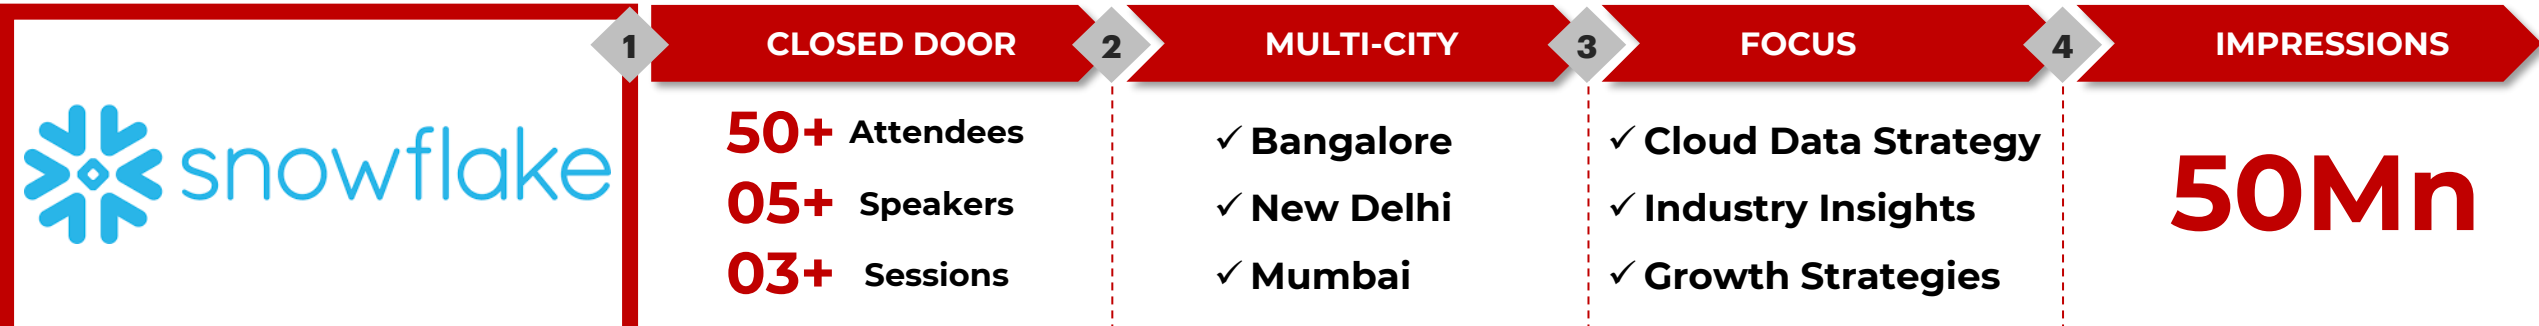 snowflake
1
CLOSED DOOR
50+ Attendees
05+ Speakers
03+ Sessions
2
MULTI-CITY
✓ Bangalore
✓ New Delhi
✓ Mumbai
3
FOCUS
✓ Cloud Data Strategy
✓ Industry Insights
✓ Growth Strategies
4
IMPRESSIONS
50Mn